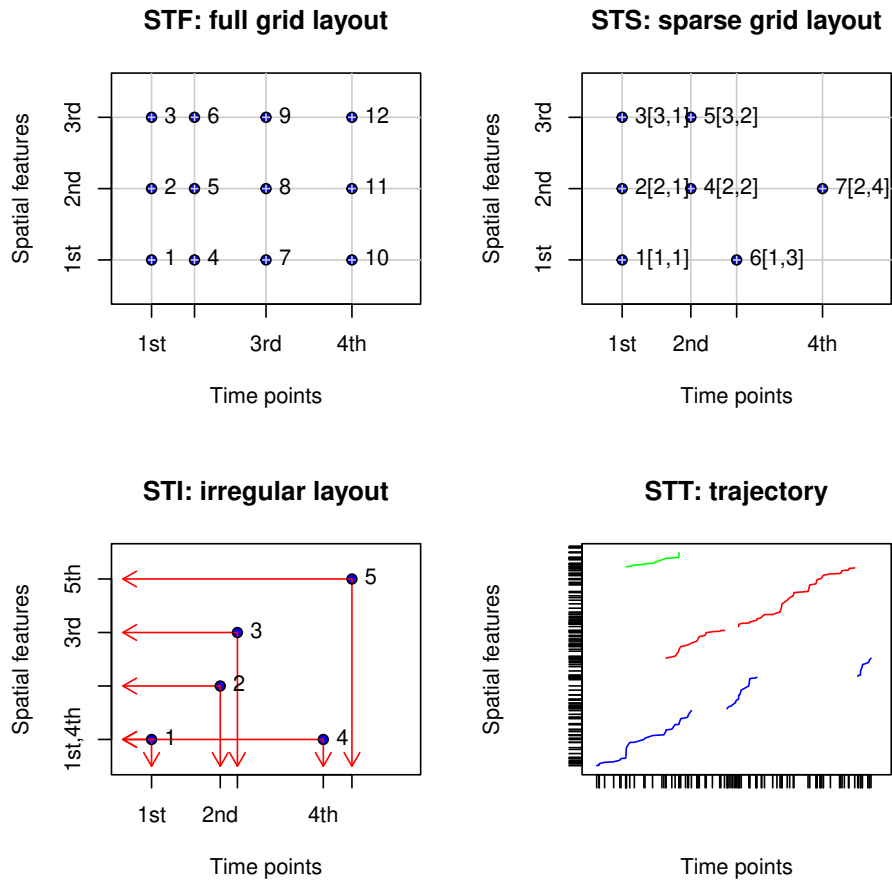 STF: full grid layout
3rd
3
6
9
12
2nd
2
5
8
11
1st
1
4
7
10
Spatial features
1st
3rd
4th
Time points
STS: sparse grid layout
3rd
3[3,1]
5[3,2]
2nd
2[2,1]
4[2,2]
7[2,4]
1st
1[1,1]
6[1,3]
Spatial features
1st
2nd
4th
Time points
STI: irregular layout
5th
5
3rd
3
2
1st,4th
1
4
Spatial features
1st
2nd
4th
Time points
STT: trajectory
Spatial features
Time points